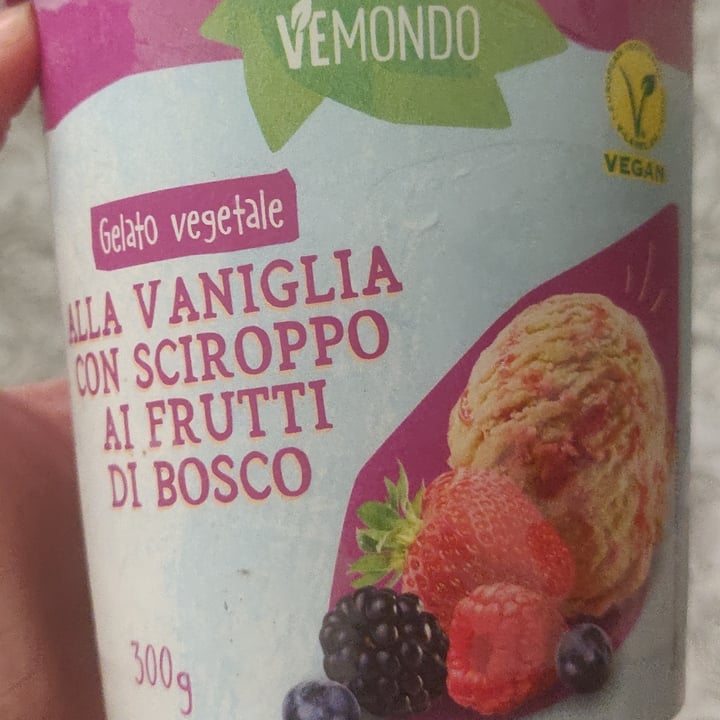 VEMONDO
VEGAN
Gelato vegetale
ALLA VANIGLIA
CON SCIROPPO
AI FRUTTI
DI BOSCO
300g